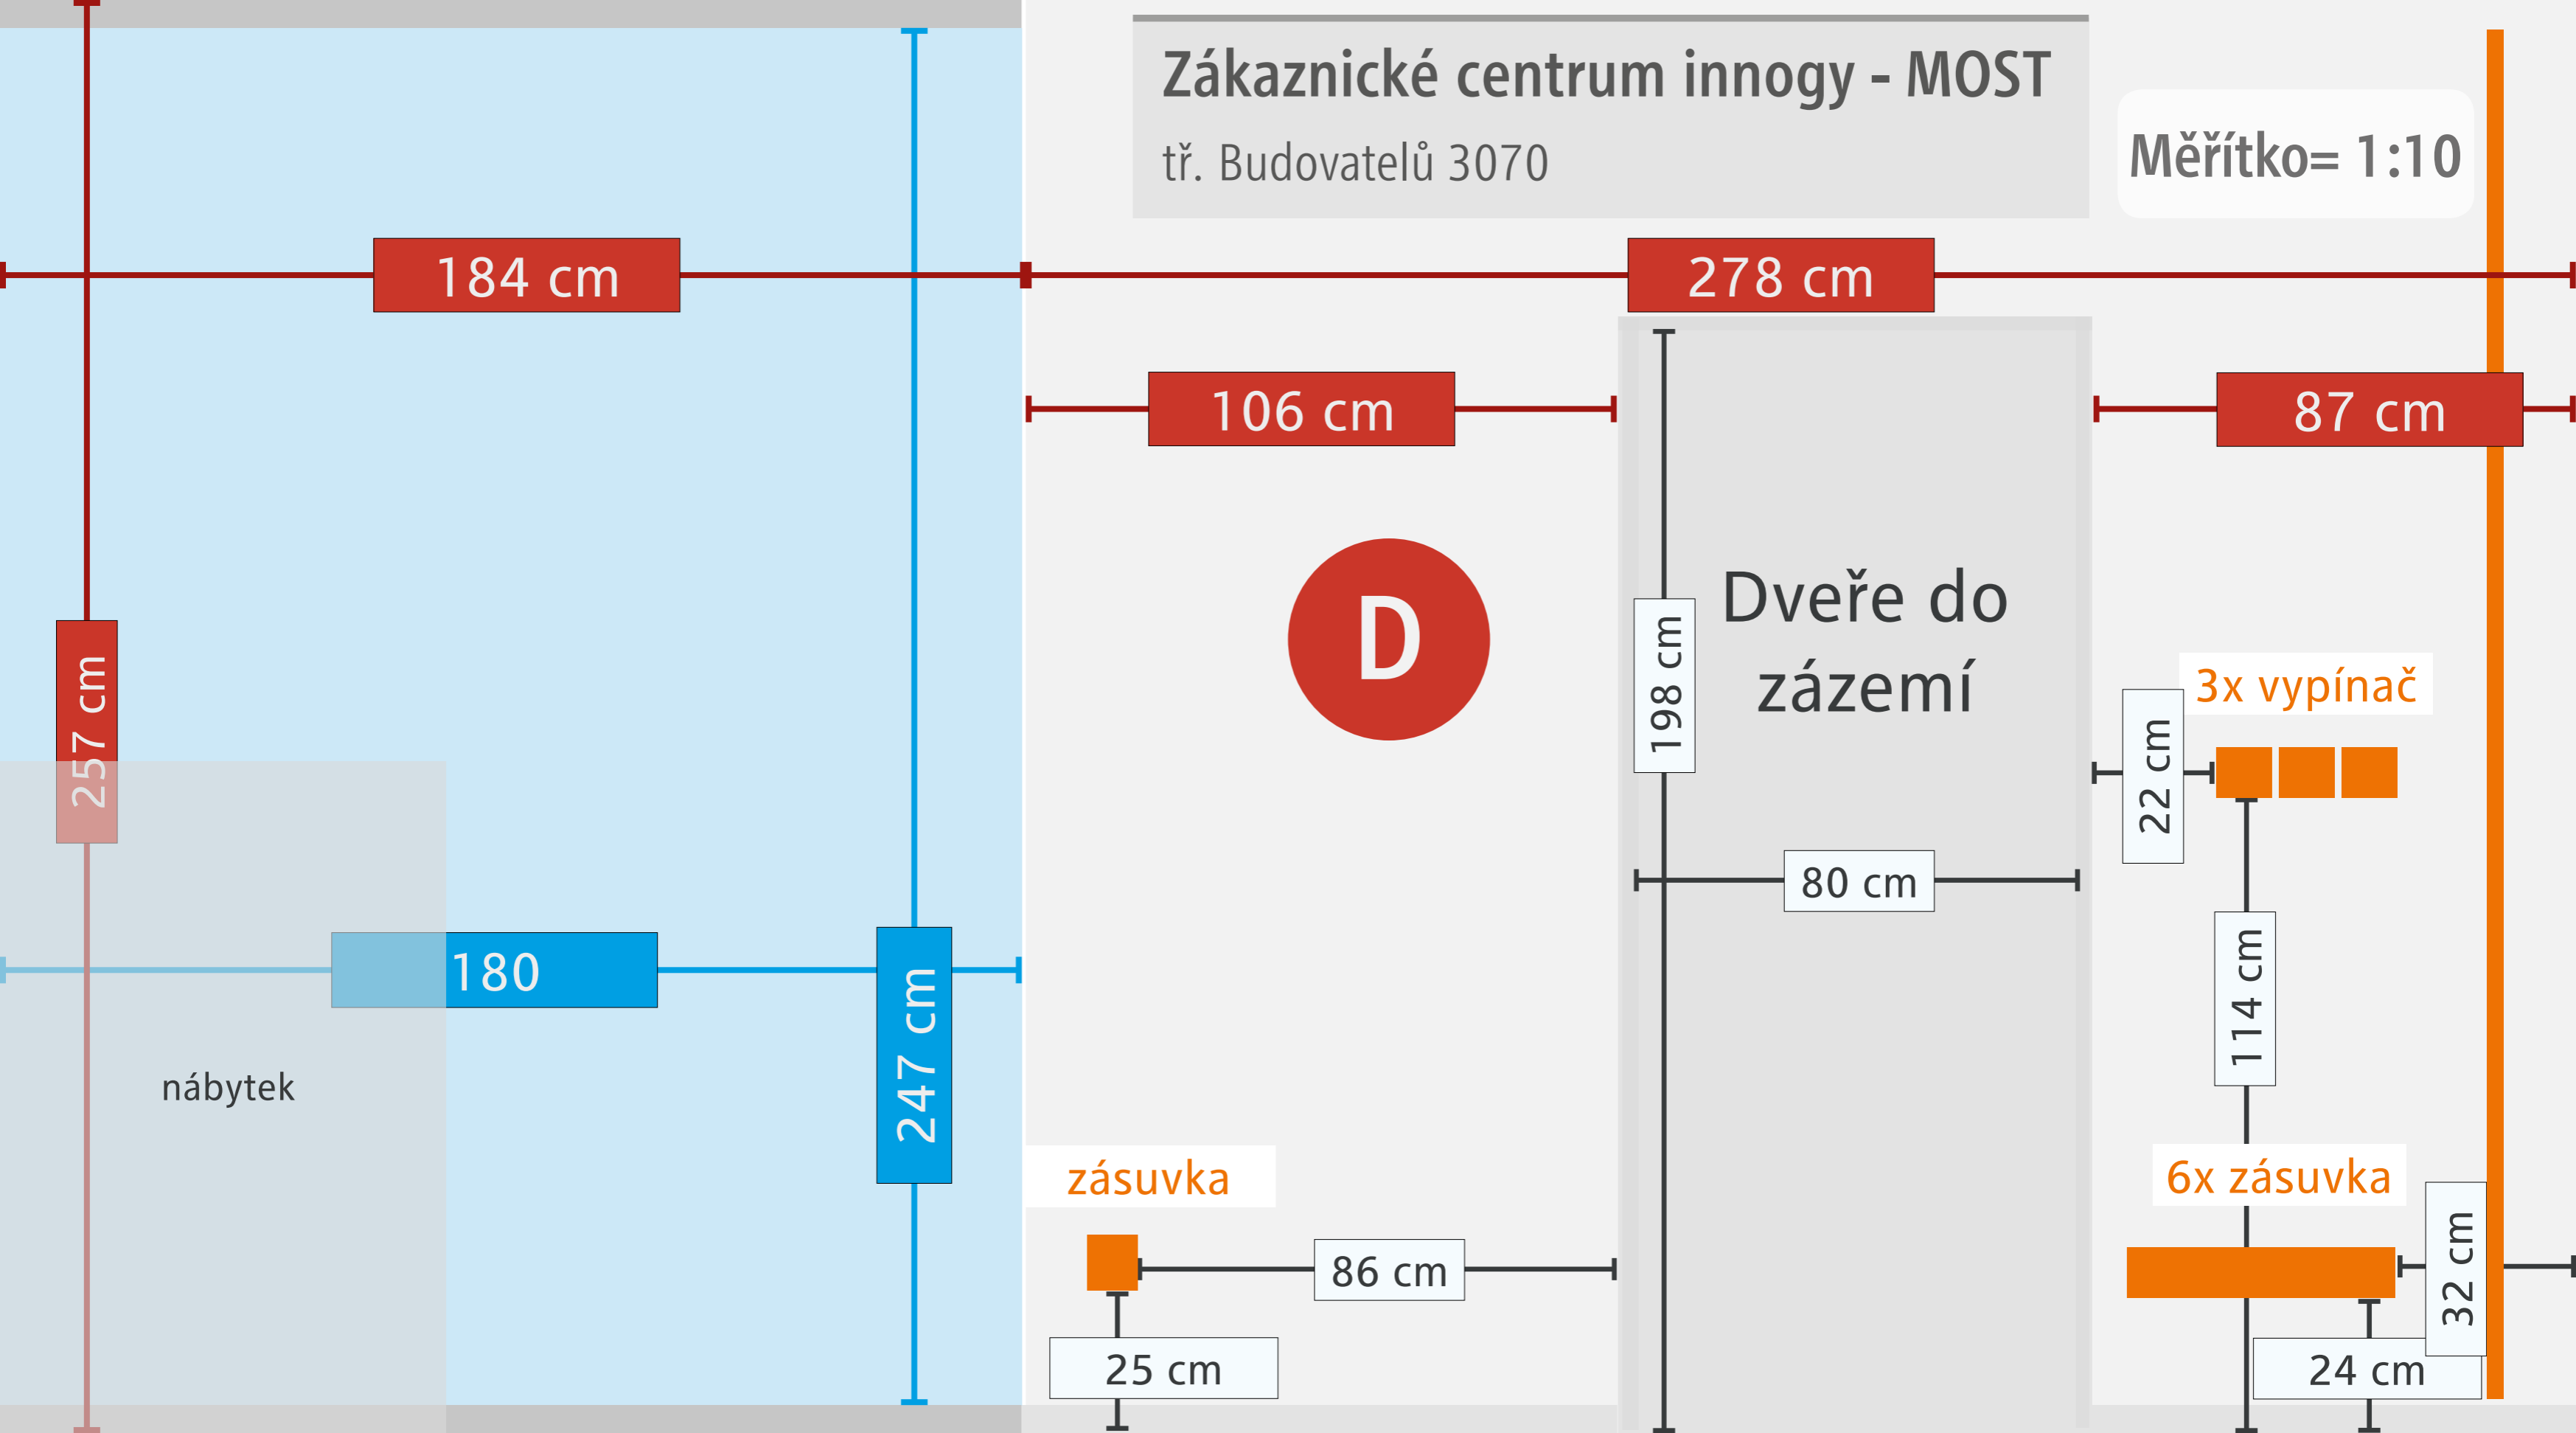 Zákaznické centrum innogy - MOST
tř. Budovatelů 3070
Měřítko= 1:10
184 cm
278 cm
106 cm
87 cm
D
Dveře do
zázemí
198 cm
257 cm
3x vypínač
22 cm
80 cm
180
247 cm
114 cm
nábytek
zásuvka
6x zásuvka
86 cm
32 cm
25 cm
24 cm